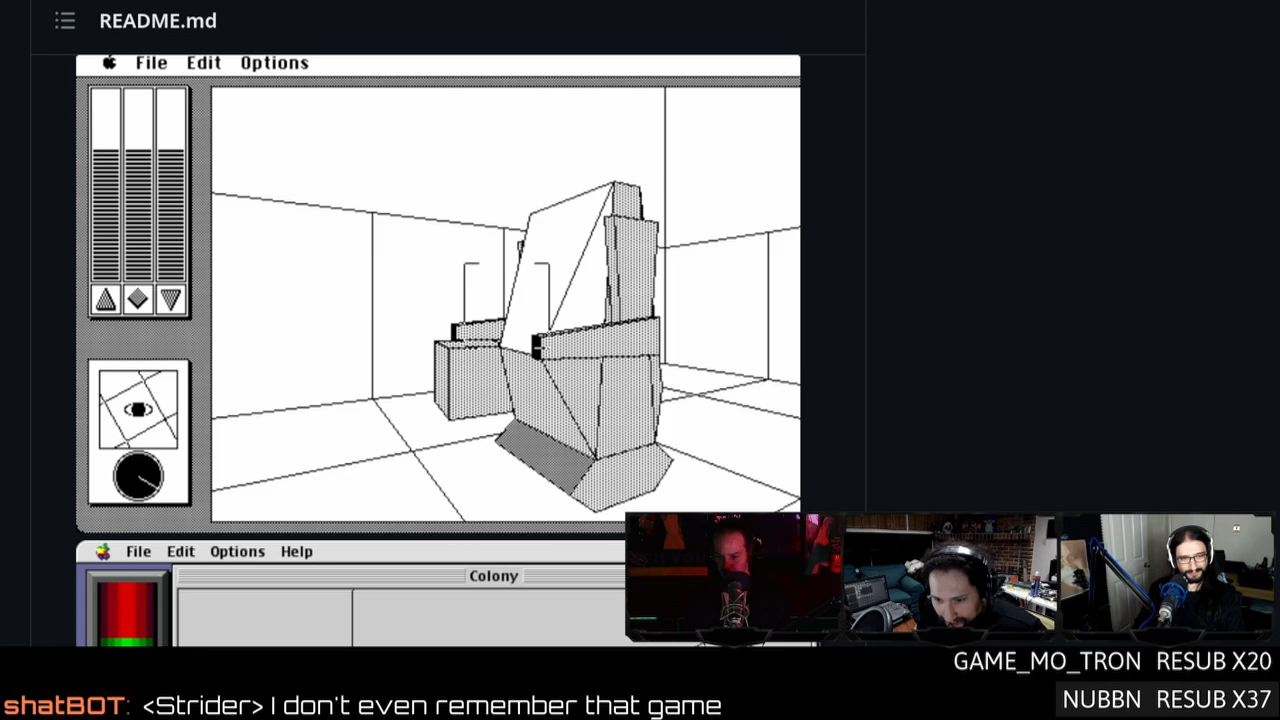 README.md
File Edit Options
File Edit Options Help
Colony
GAME_MO_TRON RESUB X20
NUBBN RESUB X37
shatBOT: <Strider> I don't even remember that game